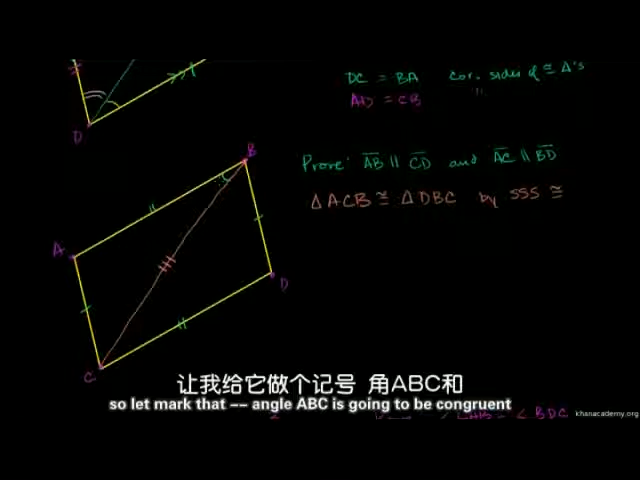 DC = BA cor. sides of ≅ Δ's
AD = CB
D
B
Prove: AB || CD and AC || BD
ΔACB ≅ ΔDBC by SSS ≅
A
D
C
让我给它做个记号 角ABC和
so let mark that -- angle ABC is going to be congruent
∠BDC
khanacademy.org